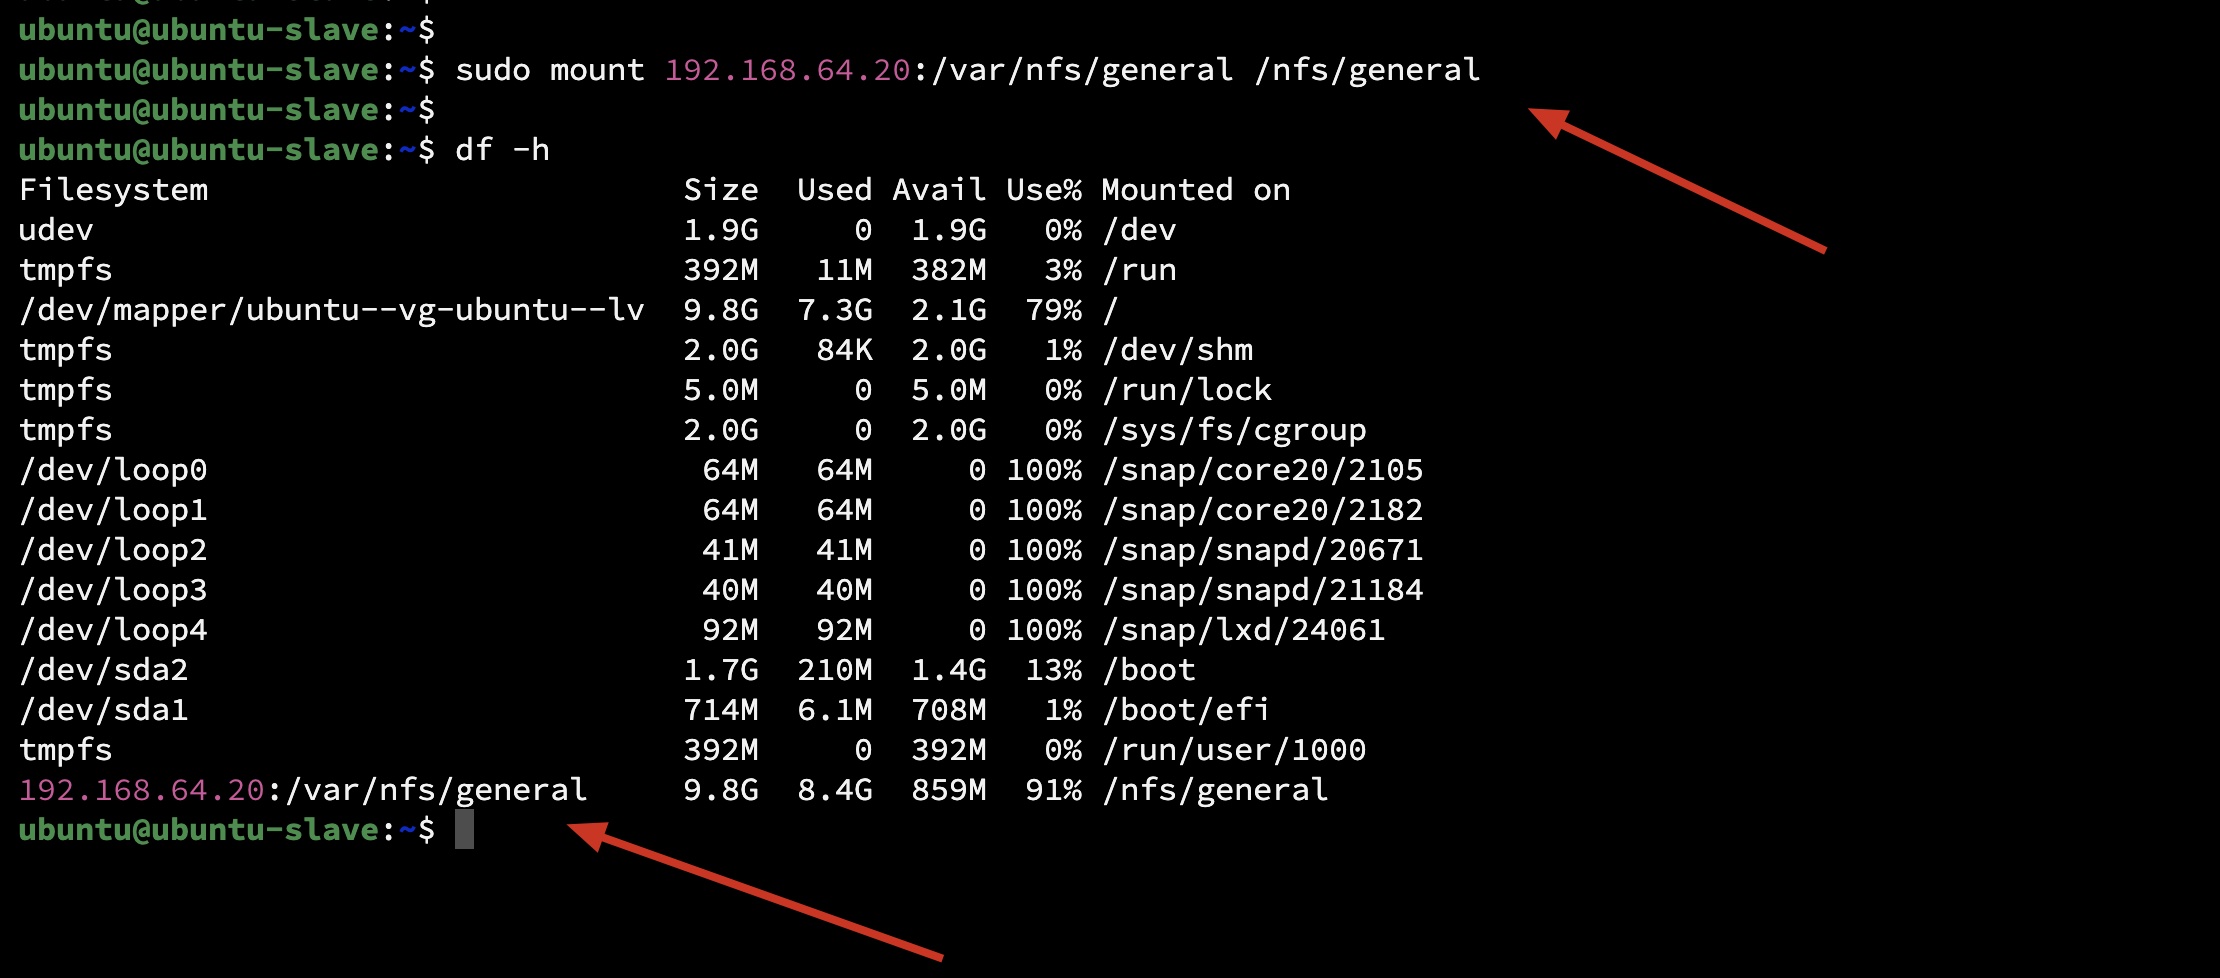 ubuntu@ubuntu-slave:~$
ubuntu@ubuntu-slave:~$ sudo mount 192.168.64.20:/var/nfs/general /nfs/general
ubuntu@ubuntu-slave:~$
ubuntu@ubuntu-slave:~$ df -h
Filesystem                         Size  Used Avail Use% Mounted on
udev                               1.9G     0  1.9G   0% /dev
tmpfs                              392M   11M  382M   3% /run
/dev/mapper/ubuntu--vg-ubuntu--lv  9.8G  7.3G  2.1G  79% /
tmpfs                              2.0G   84K  2.0G   1% /dev/shm
tmpfs                              5.0M     0  5.0M   0% /run/lock
tmpfs                              2.0G     0  2.0G   0% /sys/fs/cgroup
/dev/loop0                          64M   64M     0 100% /snap/core20/2105
/dev/loop1                          64M   64M     0 100% /snap/core20/2182
/dev/loop2                          41M   41M     0 100% /snap/snapd/20671
/dev/loop3                          40M   40M     0 100% /snap/snapd/21184
/dev/loop4                          92M   92M     0 100% /snap/lxd/24061
/dev/sda2                          1.7G  210M  1.4G  13% /boot
/dev/sda1                          714M  6.1M  708M   1% /boot/efi
tmpfs                              392M     0  392M   0% /run/user/1000
192.168.64.20:/var/nfs/general     9.8G  8.4G  859M  91% /nfs/general
ubuntu@ubuntu-slave:~$